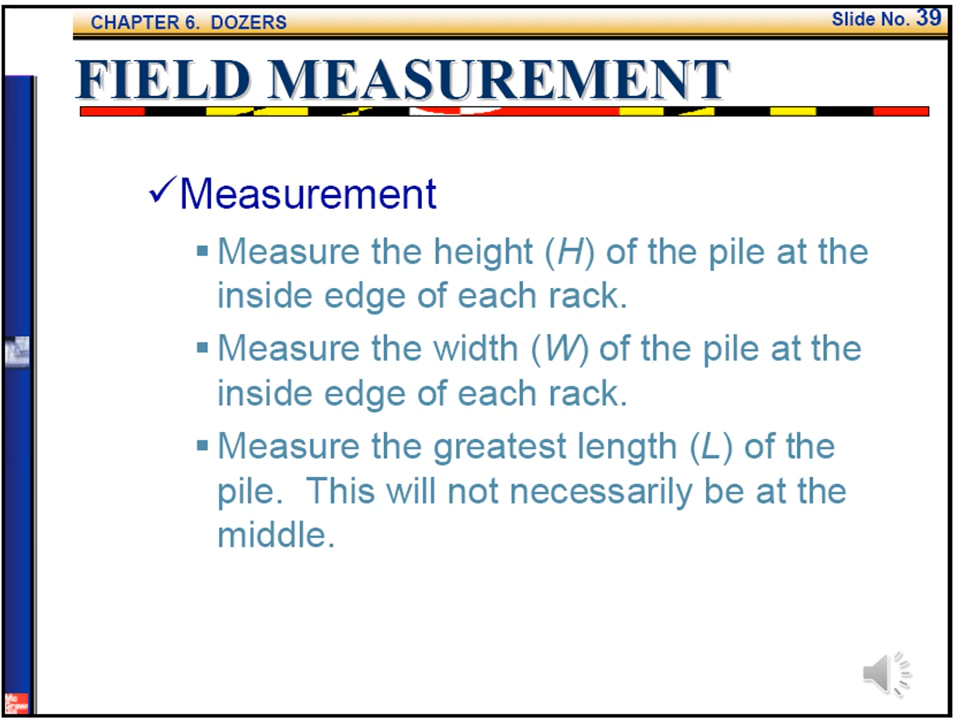 CHAPTER 6. DOZERS
Slide No. 39
FIELD MEASUREMENT
✓Measurement
▪ Measure the height (H) of the pile at the
inside edge of each rack.
▪ Measure the width (W) of the pile at the
inside edge of each rack.
▪ Measure the greatest length (L) of the
pile. This will not necessarily be at the
middle.